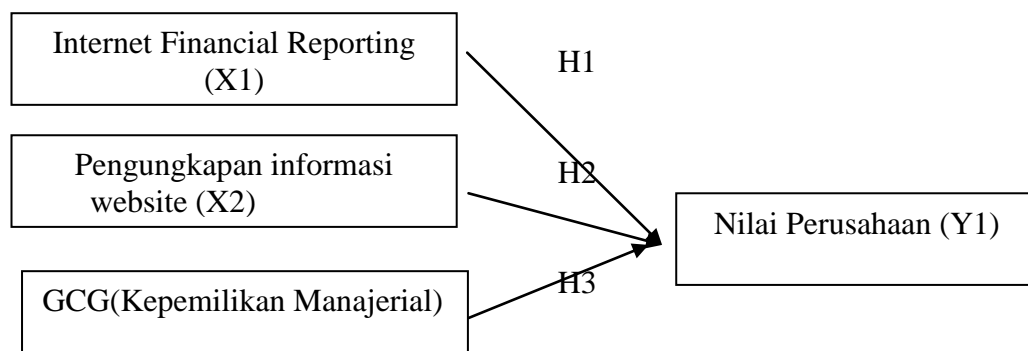 Internet Financial Reporting
(X1)
H1
Pengungkapan informasi
website (X2)
H2
Nilai Perusahaan (Y1)
GCG(Kepemilikan Manajerial)
H3